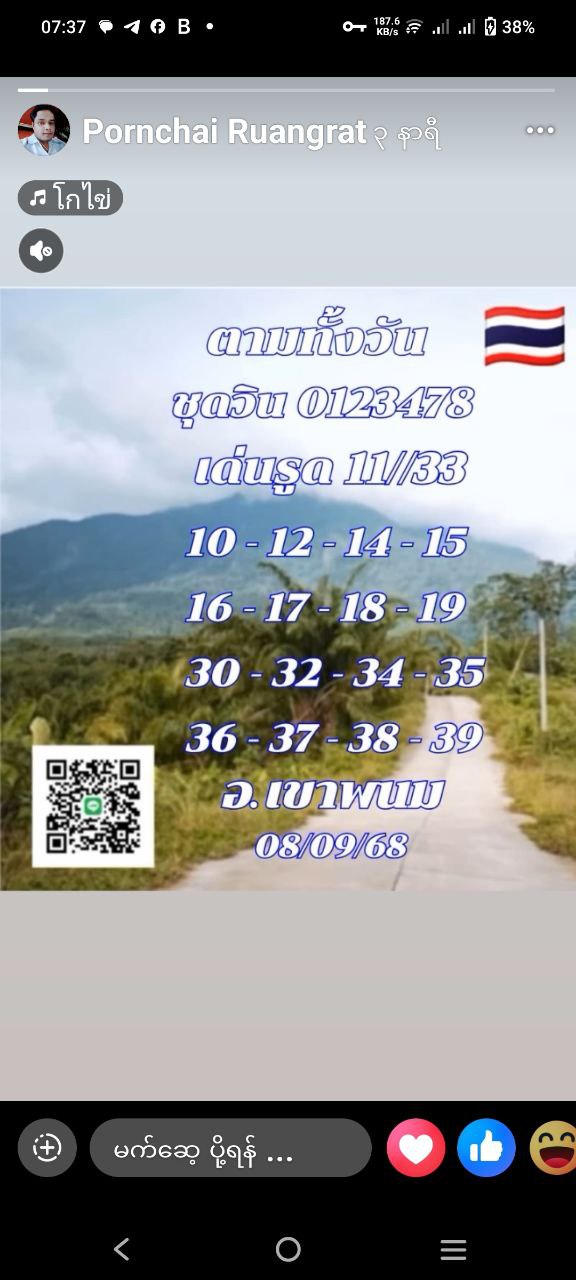 07:37 B • 187.6 KB/s 38%
Pornchai Ruangrat ၃ နာရီ
โกไข่
ตามทั้งวัน
ชุดวิน 0123478
เด่นรูด 11//33
10 - 12 - 14 - 15
16 - 17 - 18 - 19
30 - 32 - 34 - 35
36 - 37 - 38 - 39
อ.เขาพนม
08/09/68
မက်ဆေ့ ပို့ရန် ...